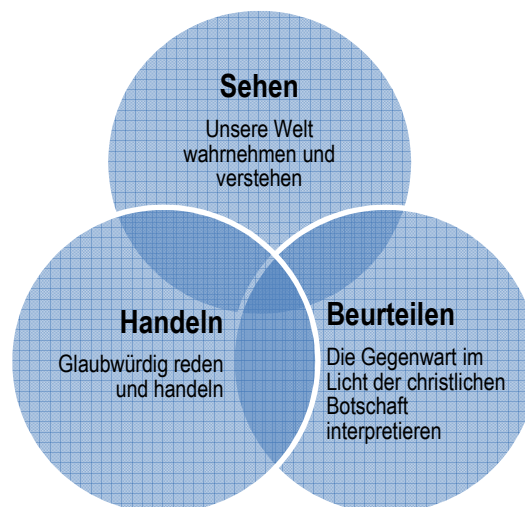 Sehen
Unsere Welt
wahrnehmen und
verstehen
Handeln
Glaubwürdig reden
und handeln
Beurteilen
Die Gegenwart im
Licht der christlichen
Botschaft
interpretieren